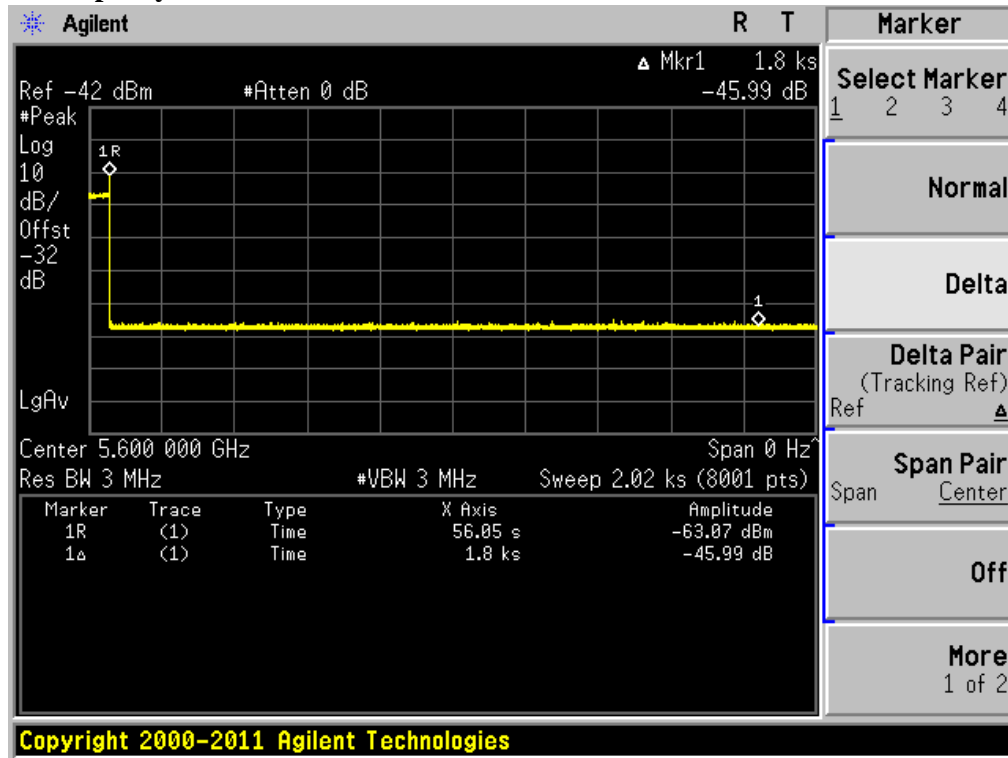 Agilent R T Marker
Δ Mkr1 1.8 ks
Ref -42 dBm #Atten 0 dB -45.99 dB
#Peak
Log
10
dB/
Offst
-32
dB
1R
1
LgAv
Center 5.600 000 GHz Span 0 Hz^
Res BW 3 MHz #VBW 3 MHz Sweep 2.02 ks (8001 pts)
Marker Trace Type X Axis Amplitude
1R (1) Time 56.05 s -63.07 dBm
1Δ (1) Time 1.8 ks -45.99 dB
Select Marker
1 2 3 4
Normal
Delta
Delta Pair
(Tracking Ref)
Ref Δ
Span Pair
Span Center
Off
More
1 of 2
Copyright 2000-2011 Agilent Technologies